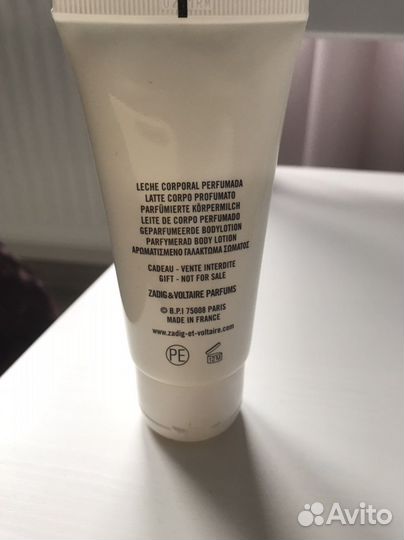 LECHE CORPORAL PERFUMADA
LATTE CORPO PROFUMATO
PARFÜMIERTE KÖRPERMILCH
LEITE DE CORPO PERFUMADO
GEPARFUMEERDE BODYLOTION
PARFYMERAD BODY LOTION
ΑΡΩΜΑΤΙΣΜΕΝΟ ΓΑΛΑΚΤΩΜΑ ΣΩΜΑΤΟΣ
CADEAU - VENTE INTERDITE
GIFT - NOT FOR SALE
ZADIG&VOLTAIRE PARFUMS
© B.P.I 75008 PARIS
MADE IN FRANCE
www.zadig-et-voltaire.com
PE 12M
Avito